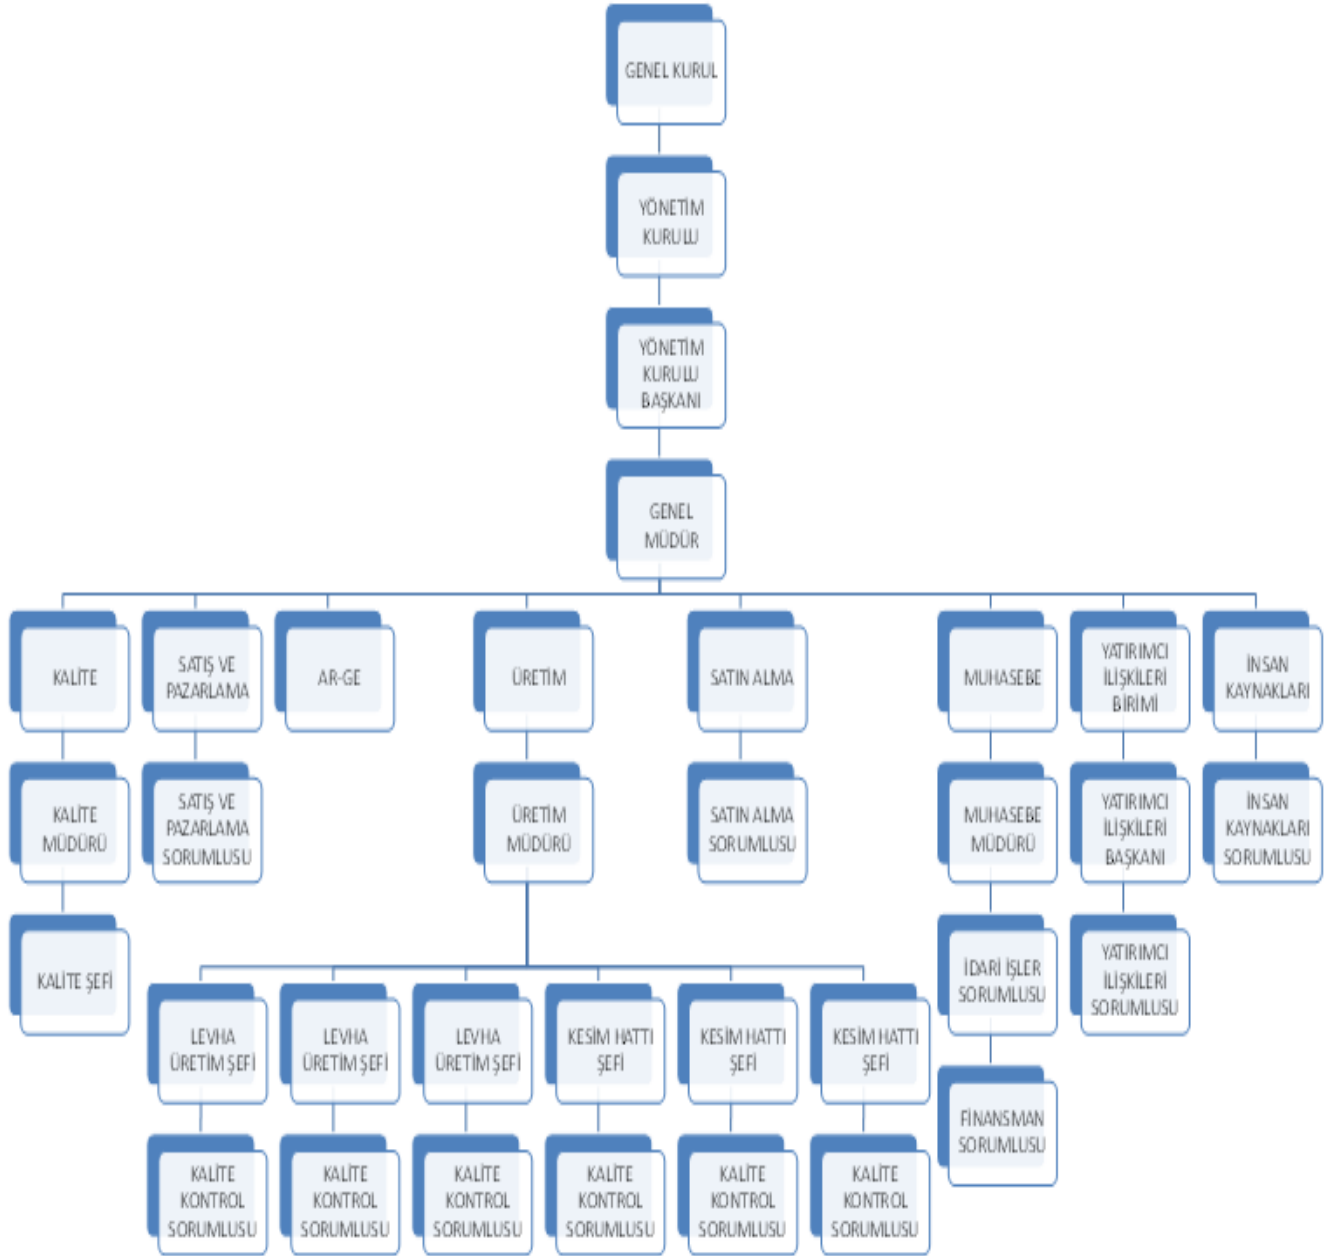 GENEL KURUL
YÖNETİM
KURULU
YÖNETİM
KURULU
BAŞKANI
GENEL
MÜDÜR
KALİTE
SATIŞ VE
PAZARLAMA
AR-GE
ÜRETİM
SATIN ALMA
MUHASEBE
YATIRIMCI
İLİŞKİLERİ
BİRİMİ
İNSAN
KAYNAKLARI
KALİTE
MÜDÜRÜ
SATIŞ VE
PAZARLAMA
SORUMLUSU
ÜRETİM
MÜDÜRÜ
SATIN ALMA
SORUMLUSU
MUHASEBE
MÜDÜRÜ
YATIRIMCI
İLİŞKİLERİ
BAŞKANI
İNSAN
KAYNAKLARI
SORUMLUSU
KALİTE ŞEFİ
İDARİ İŞLER
SORUMLUSU
YATIRIMCI
İLİŞKİLERİ
SORUMLUSU
LEVHA
ÜRETİM ŞEFİ
LEVHA
ÜRETİM ŞEFİ
LEVHA
ÜRETİM ŞEFİ
KESİM HATTI
ŞEFİ
KESİM HATTI
ŞEFİ
KESİM HATTI
ŞEFİ
FİNANSMAN
SORUMLUSU
KALİTE
KONTROL
SORUMLUSU
KALİTE
KONTROL
SORUMLUSU
KALİTE
KONTROL
SORUMLUSU
KALİTE
KONTROL
SORUMLUSU
KALİTE
KONTROL
SORUMLUSU
KALİTE
KONTROL
SORUMLUSU